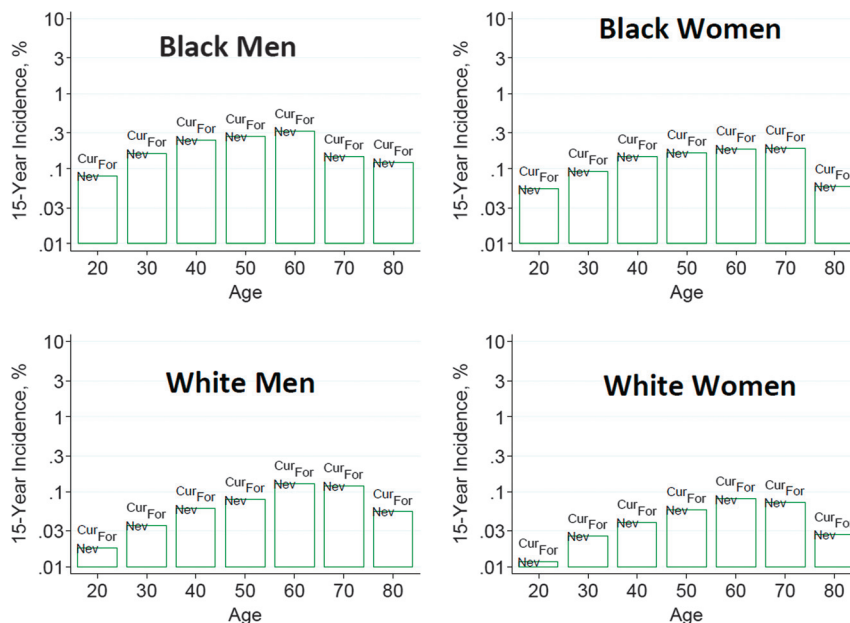 Black Men
15-Year Incidence, %
10
3
1
.3
.1
.03
.01
Cur For Nev
Cur For Nev
Cur For Nev
Cur For Nev
Cur For Nev
Cur For Nev
Cur For Nev
20 30 40 50 60 70 80
Age
Black Women
15-Year Incidence, %
10
3
1
.3
.1
.03
.01
Cur For Nev
Cur For Nev
Cur For Nev
Cur For Nev
Cur For Nev
Cur For Nev
Cur For Nev
20 30 40 50 60 70 80
Age
White Men
15-Year Incidence, %
10
3
1
.3
.1
.03
.01
Cur For Nev
Cur For Nev
Cur For Nev
Cur For Nev
Cur For Nev
Cur For Nev
Cur For Nev
20 30 40 50 60 70 80
Age
White Women
15-Year Incidence, %
10
3
1
.3
.1
.03
.01
Cur For Nev
Cur For Nev
Cur For Nev
Cur For Nev
Cur For Nev
Cur For Nev
Cur For Nev
20 30 40 50 60 70 80
Age